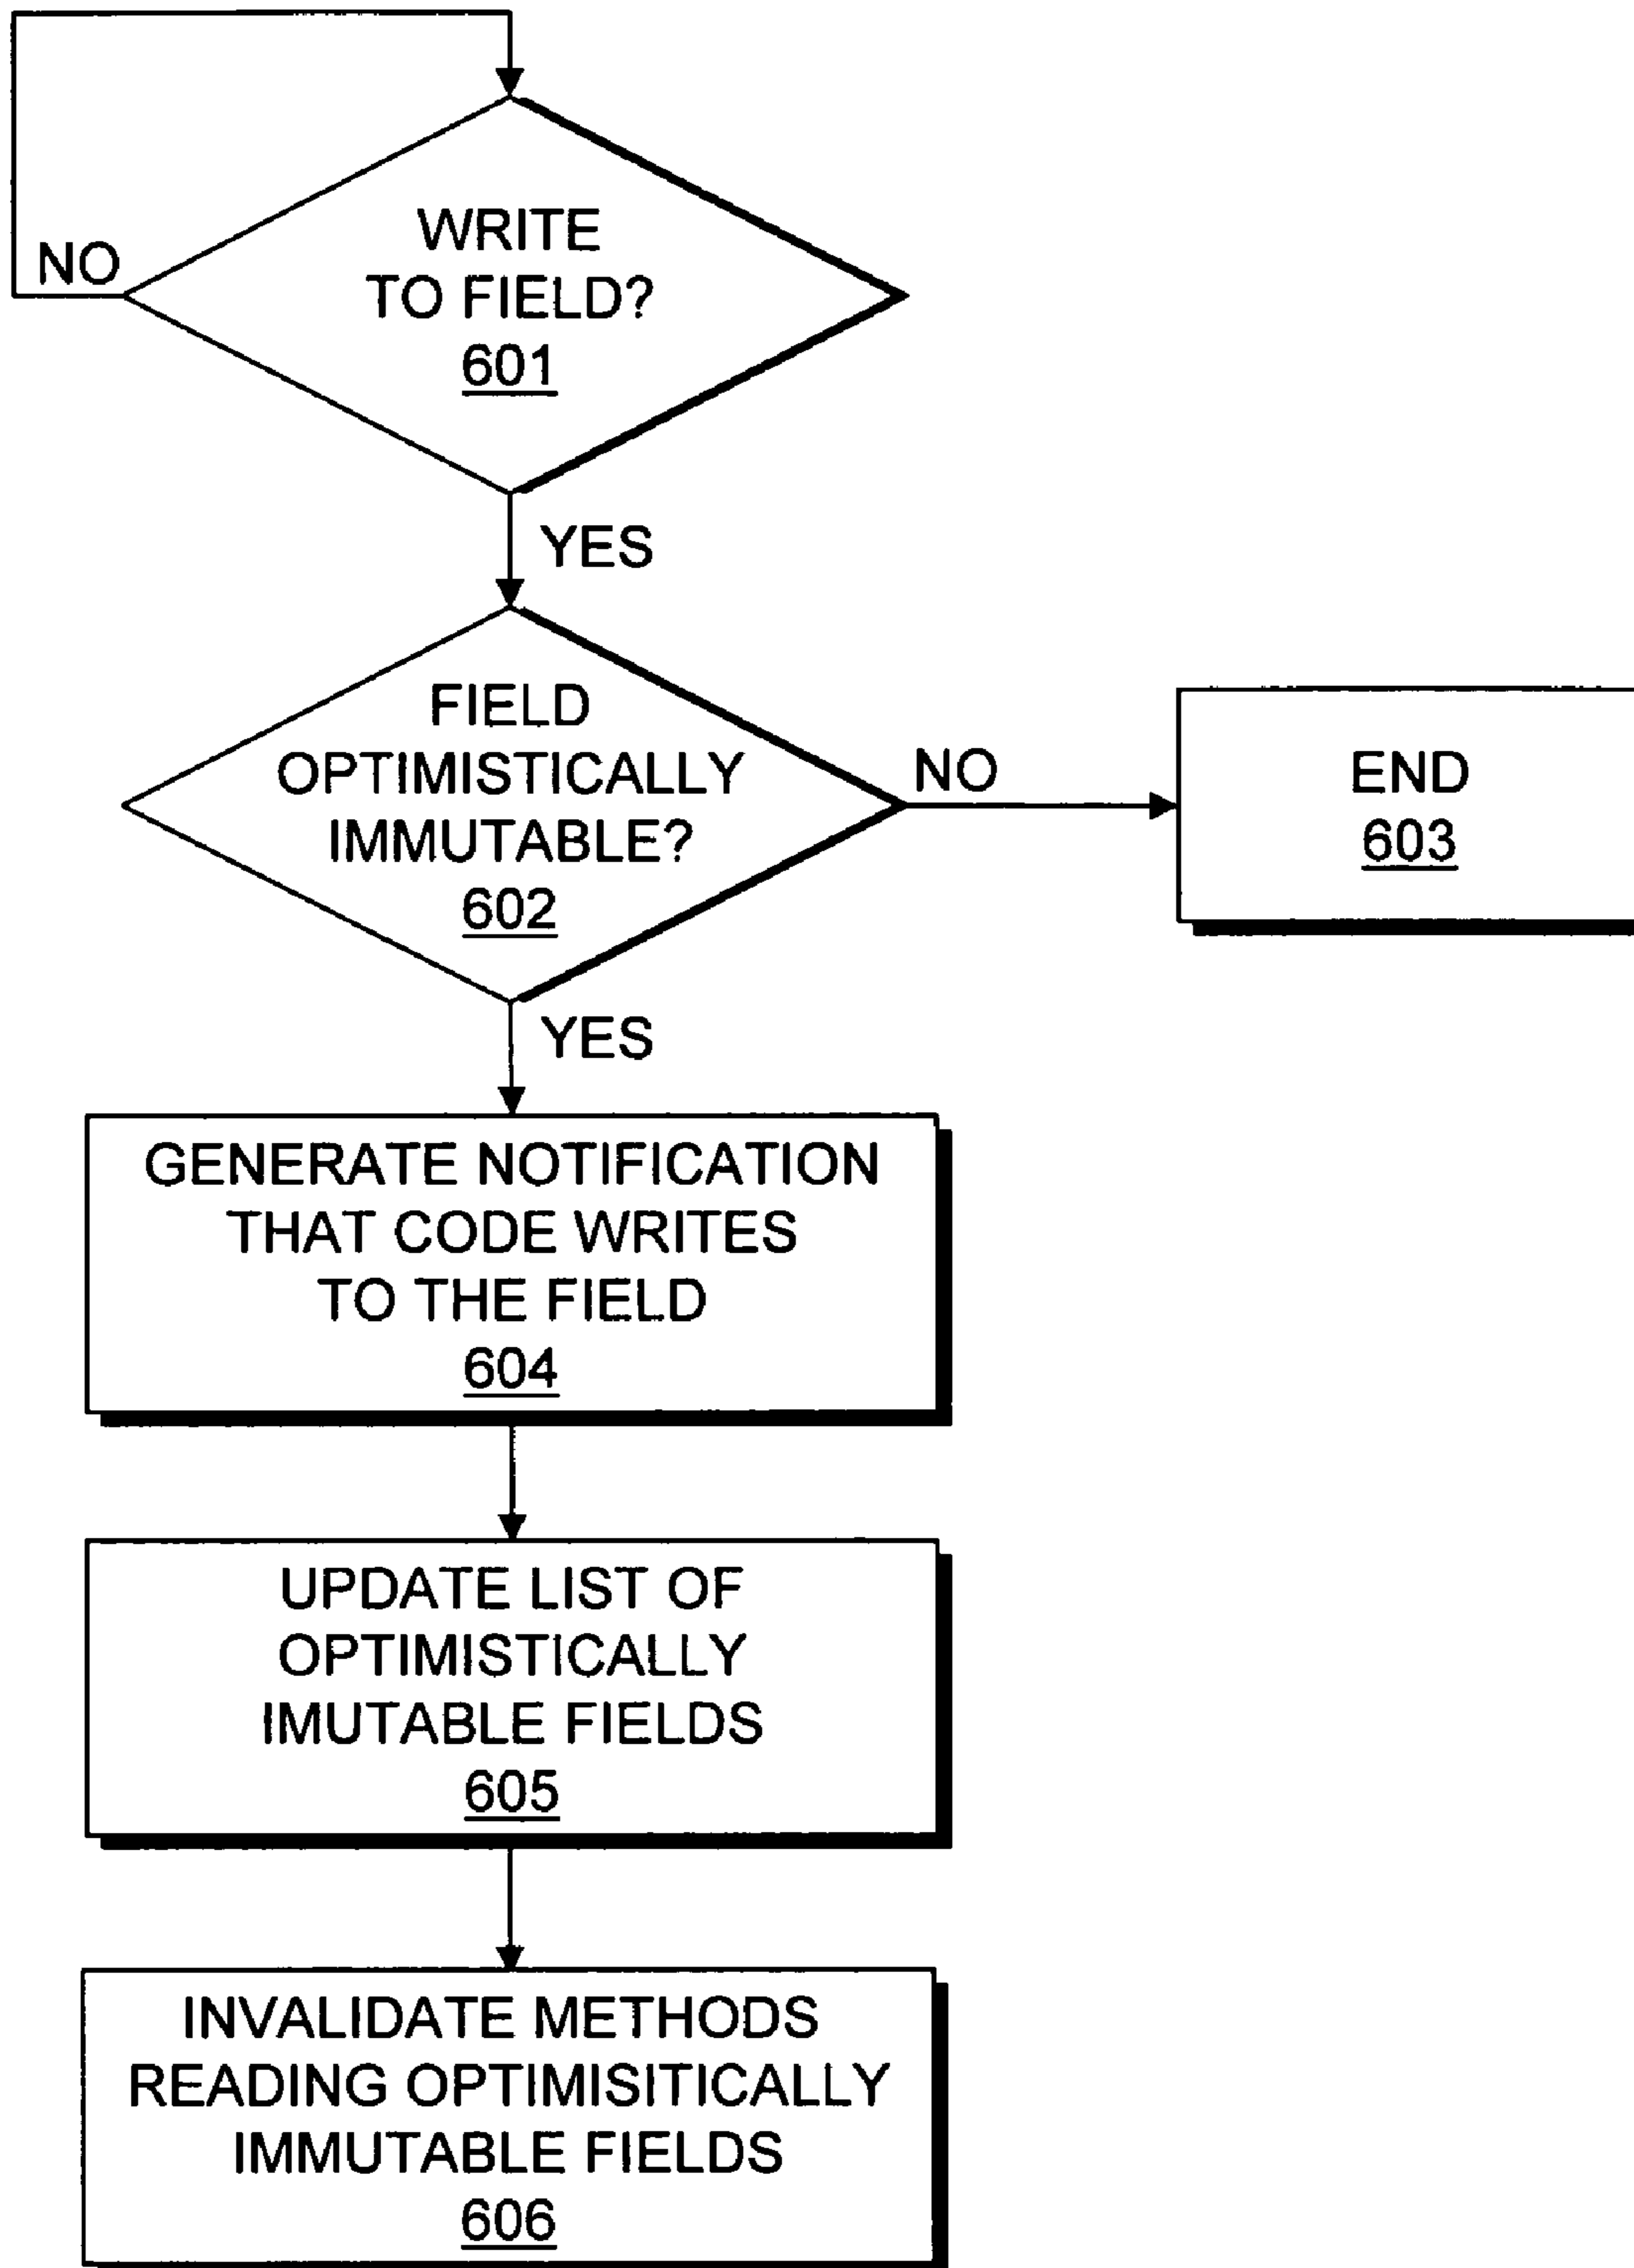 WRITE
TO FIELD?
601
NO
YES
FIELD
OPTIMISTICALLY
IMMUTABLE?
602
NO
END
603
YES
GENERATE NOTIFICATION
THAT CODE WRITES
TO THE FIELD
604
UPDATE LIST OF
OPTIMISTICALLY
IMUTABLE FIELDS
605
INVALIDATE METHODS
READING OPTIMISITICALLY
IMMUTABLE FIELDS
606